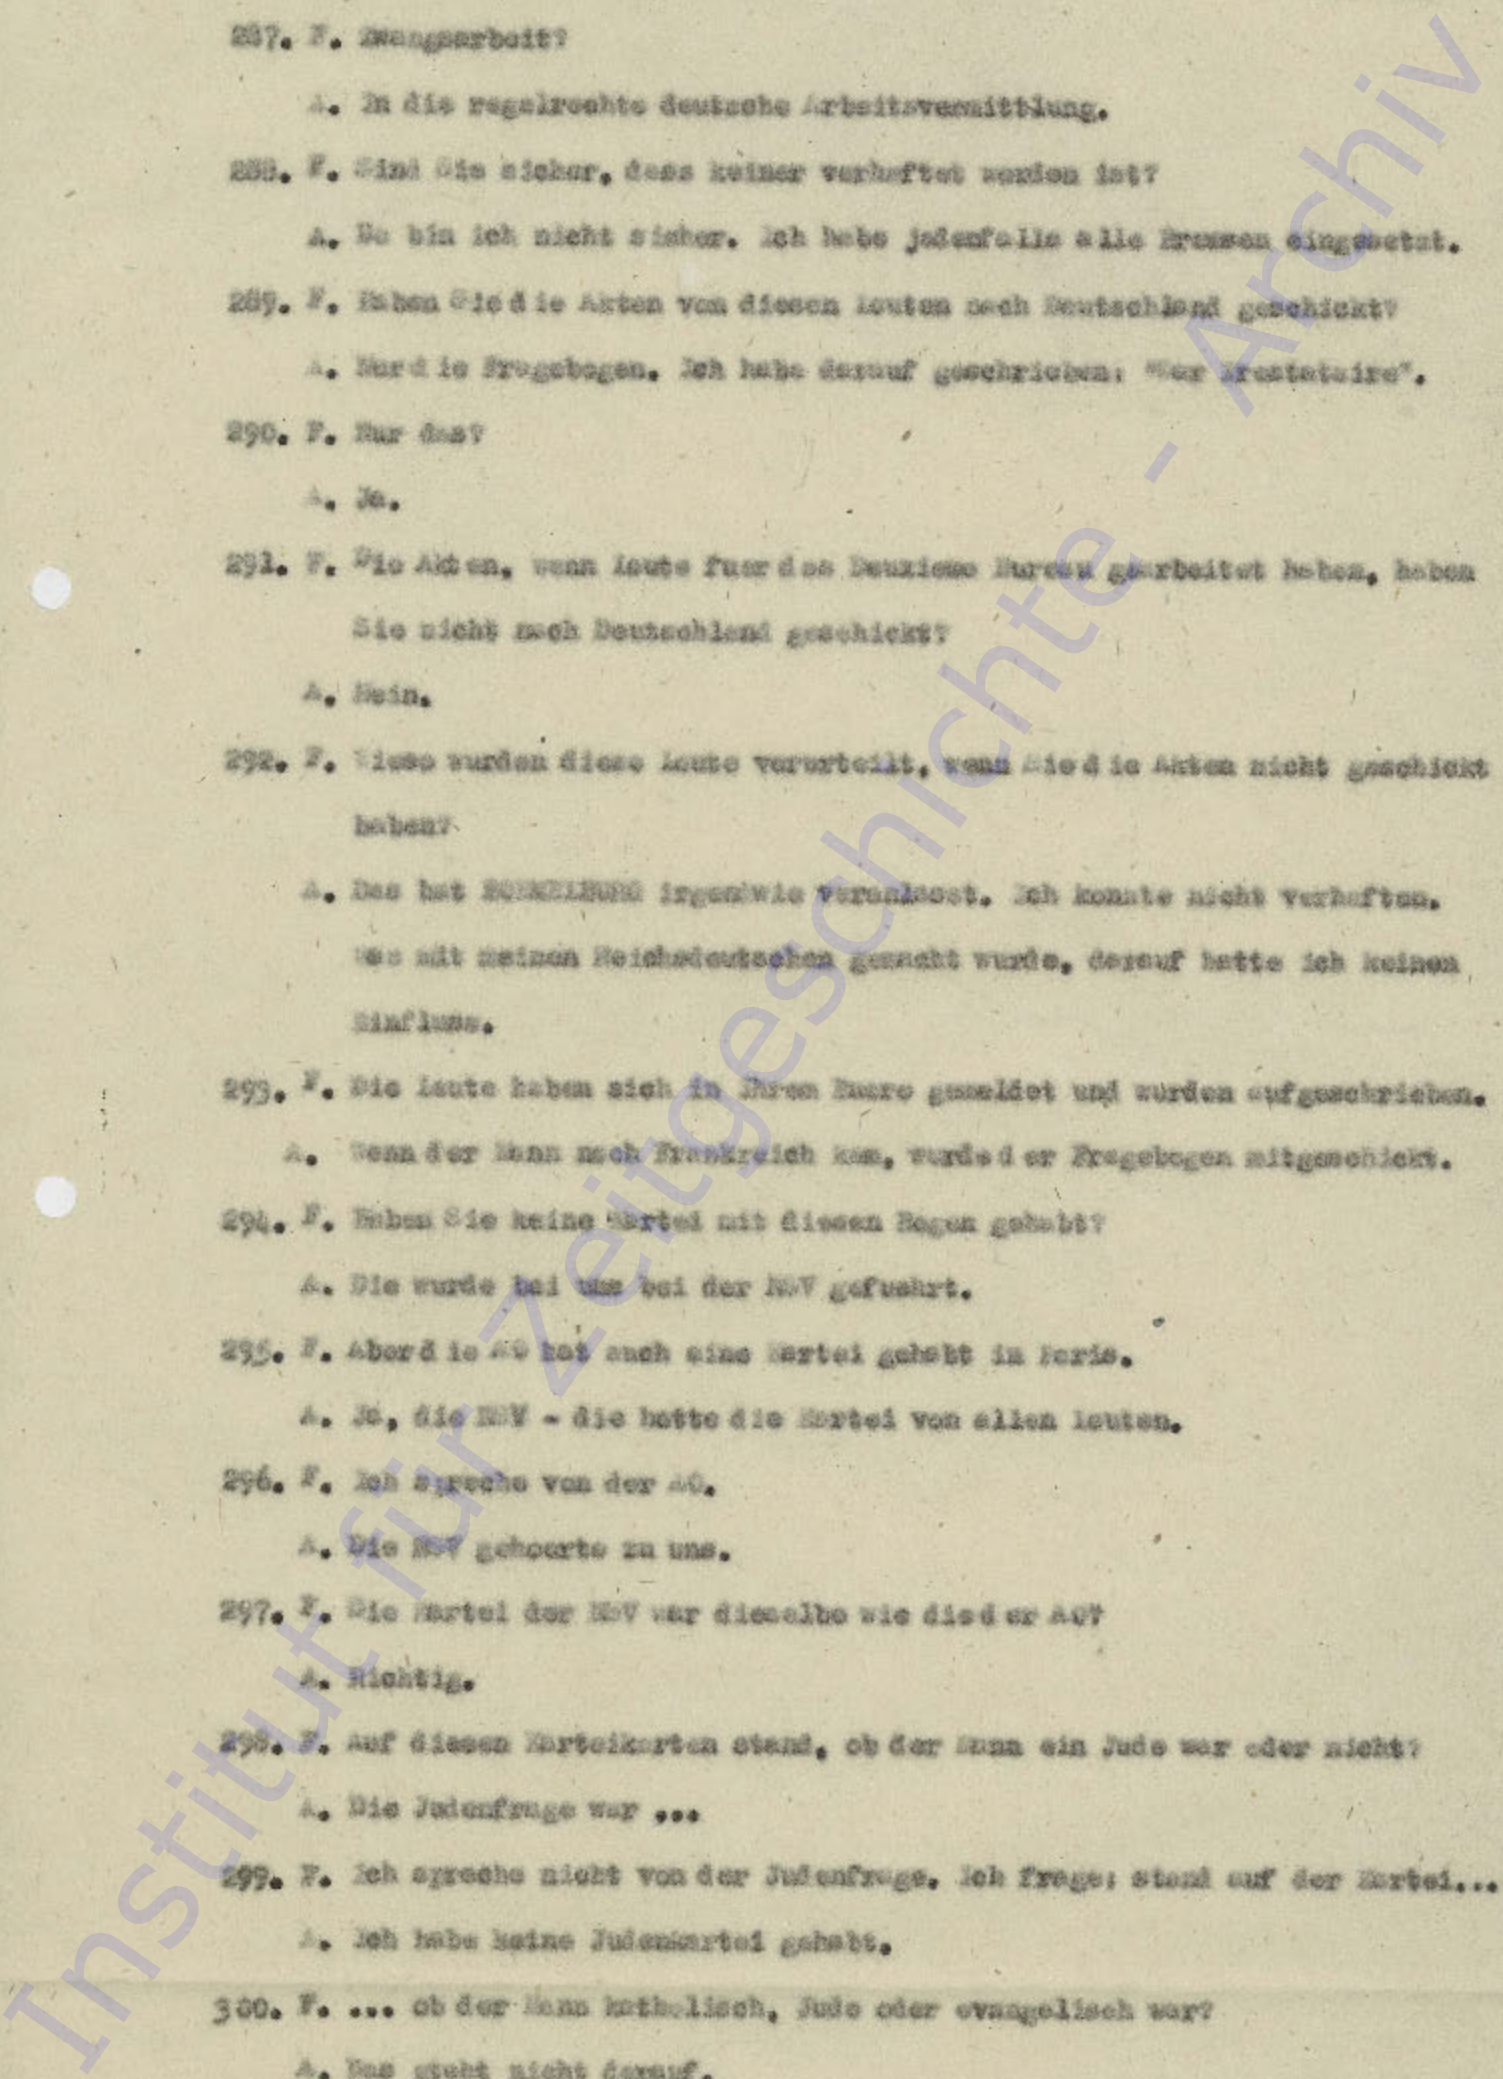 287. F. Zwangsarbeit?
A. In die regelrechte deutsche Arbeitsvermittlung.
288. F. Sind Sie sicher, dass keiner verhaftet worden ist?
A. Da bin ich nicht sicher. Ich habe jedenfalls alle Bremsen eingesetzt.
289. F. Haben Sie die Akten von diesen Leuten nach Deutschland geschickt?
A. Nur die Fragebogen. Ich habe darauf geschrieben: "War Prestataire".
290. F. Nur das?
A. Ja.
291. F. Die Akten, wenn Leute fuer das Deuxieme Bureau gearbeitet haben, haben
Sie nicht nach Deutschland geschickt?
A. Nein.
292. F. Wieso wurden diese Leute verurteilt, wenn Sie die Akten nicht geschickt
haben?
A. Das hat irgendwie veranlasst. Ich konnte nicht verhaften.
Was mit meinen Reichsdeutschen gemacht wurde, darauf hatte ich keinen
Einfluss.
293. F. Die Leute haben sich in Ihrem Buero gemeldet und wurden aufgeschrieben.
A. Wenn der Mann nach Frankreich kam, wurde der Fragebogen mitgeschickt.
294. F. Haben Sie keine Kartei mit diesen Bogen gehabt?
A. Die wurde bei uns bei der NSV gefuehrt.
295. F. Aber die AO hat auch eine Kartei gehabt in Paris.
A. Ja, die NSV - die hatte die Kartei von allen Leuten.
296. F. Ich spreche von der AO.
A. Die NSV gehoerte zu uns.
297. F. Die Kartei der NSV war dieselbe wie die der AO?
A. Richtig.
298. F. Auf diesen Karteikarten stand, ob der Mann ein Jude war oder nicht?
A. Die Judenfrage war ...
299. F. Ich spreche nicht von der Judenfrage. Ich frage: stand auf der Kartei...
A. Ich habe keine Judenkartei gehabt.
300. F. ... ob der Mann katholisch, Jude oder evangelisch war?
A. Das steht nicht darauf.
Institut für Zeitgeschichte - Archiv